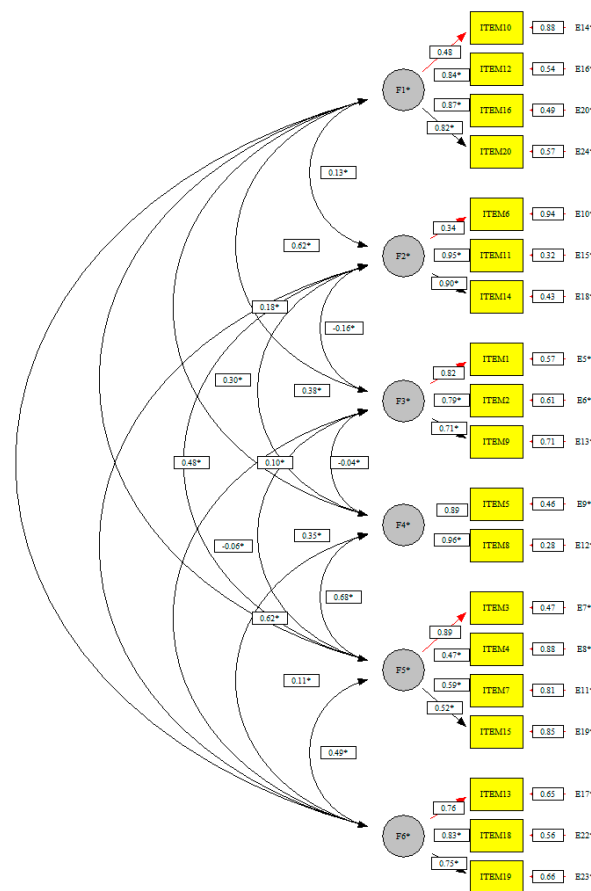 ITEM10 0.88 E14*
0.48
F1* 0.84* ITEM12 0.54 E16*
0.87* ITEM16 0.49 E20*
0.82*
ITEM20 0.57 E24*
0.13*
ITEM6 0.94 E10*
0.34
0.62*
F2* 0.95* ITEM11 0.32 E15*
0.90*
ITEM14 0.43 E18*
0.18*
-0.16*
ITEM1 0.57 E5*
0.82
0.30*
0.38*
F3* 0.79* ITEM2 0.61 E6*
0.71*
ITEM9 0.71 E13*
0.48* 0.10* -0.04*
0.89 ITEM5 0.46 E9*
F4*
0.35*
0.96* ITEM8 0.28 E12*
-0.06*
0.68*
ITEM3 0.47 E7*
0.62*
0.89
0.47* ITEM4 0.88 E8*
F5*
0.11*
0.59* ITEM7 0.81 E11*
0.52*
ITEM15 0.85 E19*
0.49*
ITEM13 0.65 E17*
0.76
F6* 0.83* ITEM18 0.56 E22*
0.75*
ITEM19 0.66 E23*